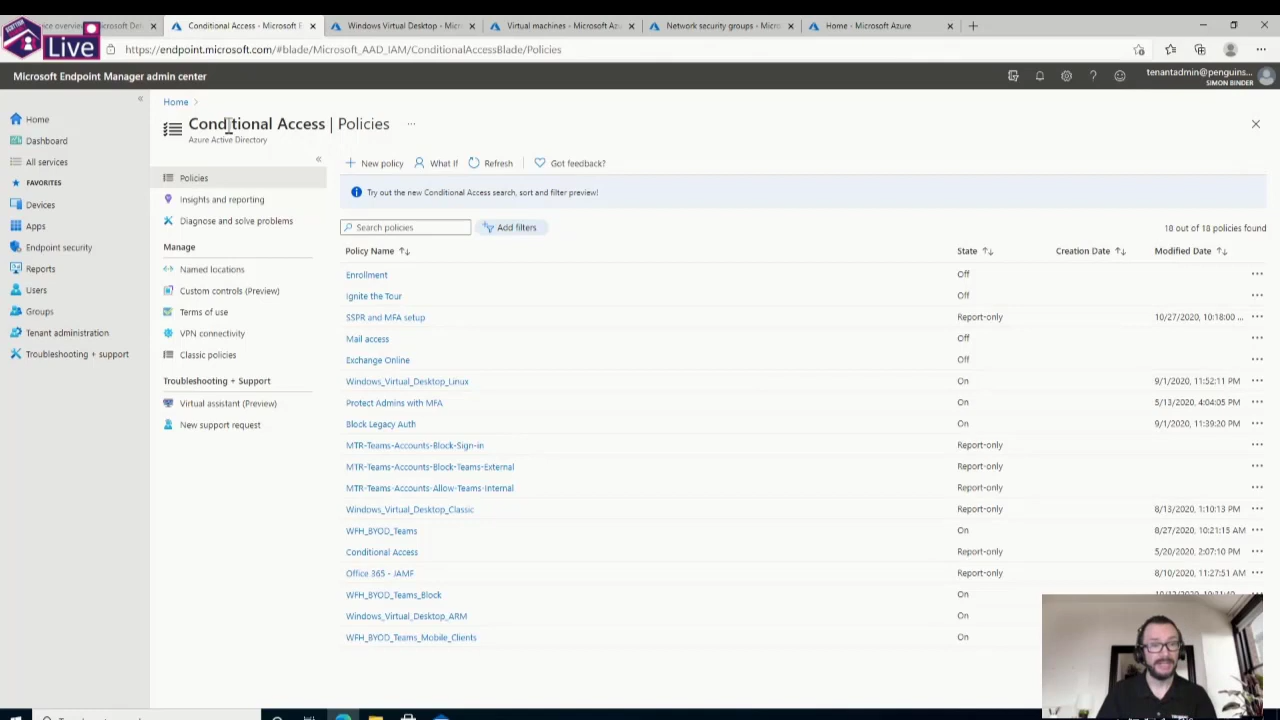 Live
ice overview - Microsoft Del
Conditional Access - Microsoft E
Windows Virtual Desktop - Micr
Virtual machines - Microsoft Az
Network security groups - Micro
Home - Microsoft Azure
https://endpoint.microsoft.com/#blade/Microsoft_AAD_IAM/ConditionalAccessBlade/Policies
Microsoft Endpoint Manager admin center
tenantadmin@penguins...
SIMON BINDER
Home
Dashboard
All services
FAVORITES
Devices
Apps
Endpoint security
Reports
Users
Groups
Tenant administration
Troubleshooting + support
Home >
Conditional Access | Policies ...
Azure Active Directory
Policies
Insights and reporting
Diagnose and solve problems
Manage
Named locations
Custom controls (Preview)
Terms of use
VPN connectivity
Classic policies
Troubleshooting + Support
Virtual assistant (Preview)
New support request
New policy What If Refresh Got feedback?
Try out the new Conditional Access search, sort and filter preview!
Search policies Add filters
18 out of 18 policies found
Policy Name State Creation Date Modified Date
Enrollment Off
Ignite the Tour Off
SSPR and MFA setup Report-only 10/27/2020, 10:18:00 ...
Mail access Off
Exchange Online Off
Windows_Virtual_Desktop_Linux On 9/1/2020, 11:52:11 PM
Protect Admins with MFA On 5/13/2020, 4:04:05 PM
Block Legacy Auth On 9/1/2020, 11:39:20 PM
MTR-Teams-Accounts-Block-Sign-in Report-only
MTR-Teams-Accounts-Block-Teams-External Report-only
MTR-Teams-Accounts-Allow-Teams-Internal Report-only
Windows_Virtual_Desktop_Classic Report-only 8/13/2020, 1:10:13 PM
WFH_BYOD_Teams On 8/27/2020, 10:21:15 AM
Conditional Access Report-only 5/20/2020, 2:07:10 PM
Office 365 - JAMF Report-only 8/10/2020, 11:27:51 AM
WFH_BYOD_Teams_Block On
Windows_Virtual_Desktop_ARM On
WFH_BYOD_Teams_Mobile_Clients On